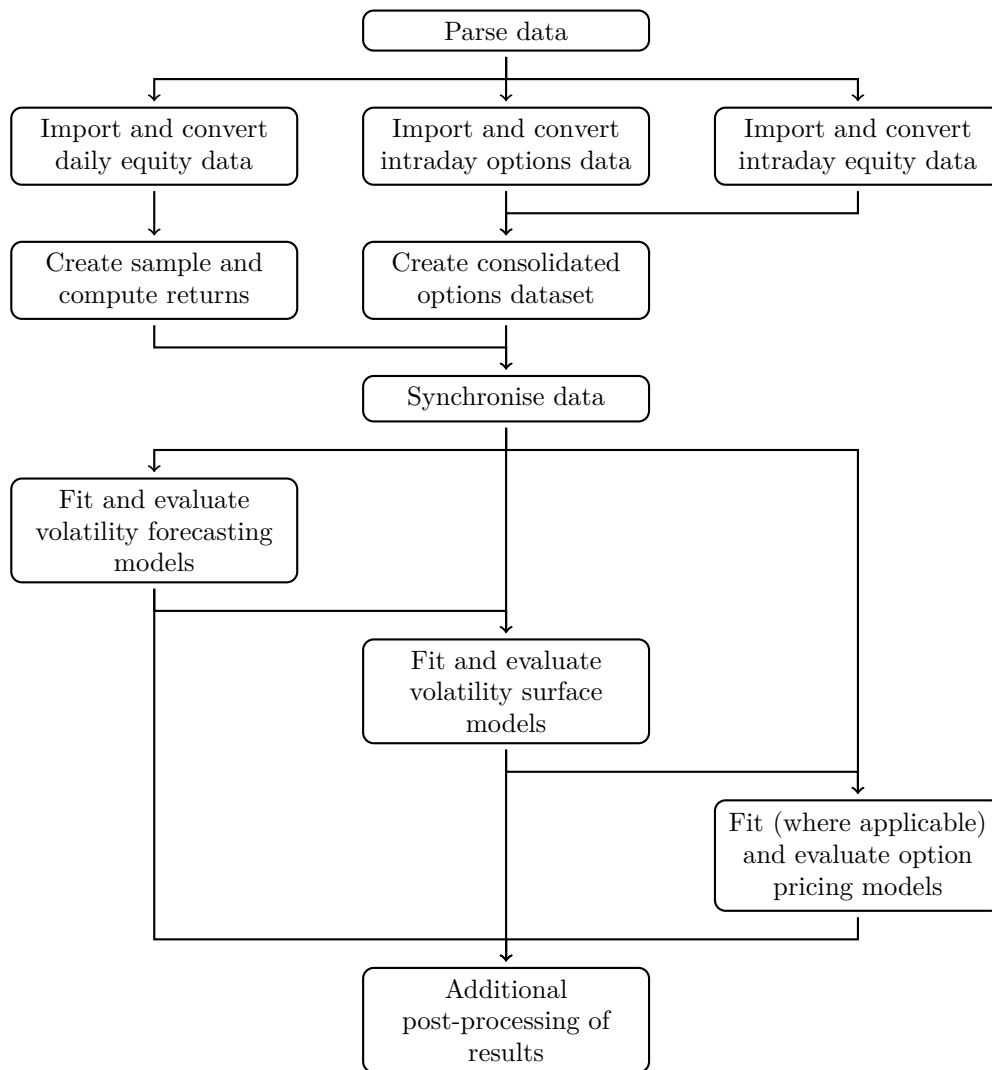 Parse data
Import and convert
daily equity data
Import and convert
intraday options data
Import and convert
intraday equity data
Create sample and
compute returns
Create consolidated
options dataset
Synchronise data
Fit and evaluate
volatility forecasting
models
Fit and evaluate
volatility surface
models
Fit (where applicable)
and evaluate option
pricing models
Additional
post-processing of
results